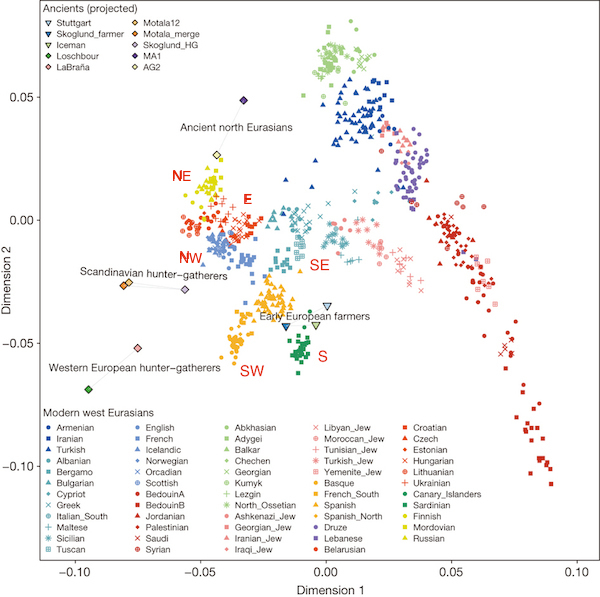 Ancients (projected)
Stuttgart
Skoglund_farmer
Iceman
Loschbour
LaBraña
Motala12
Motala_merge
Skoglund_HG
MA1
AG2
0.05
Ancient north Eurasians
NE
E
0.00
NW
SE
Scandinavian hunter-gatherers
Early European farmers
−0.05
SW
S
Western European hunter-gatherers
−0.10
Dimension 2
Modern west Eurasians
Armenian
Iranian
Turkish
Albanian
Bergamo
Bulgarian
Cypriot
Greek
Italian_South
Maltese
Sicilian
Tuscan
English
French
Icelandic
Norwegian
Orcadian
Scottish
BedouinA
BedouinB
Jordanian
Palestinian
Saudi
Syrian
Abkhasian
Adygei
Balkar
Chechen
Georgian
Kumyk
Lezgin
North_Ossetian
Ashkenazi_Jew
Georgian_Jew
Iranian_Jew
Iraqi_Jew
Libyan_Jew
Moroccan_Jew
Tunisian_Jew
Turkish_Jew
Yemenite_Jew
Basque
French_South
Spanish
Spanish_North
Druze
Lebanese
Belarusian
Croatian
Czech
Estonian
Hungarian
Lithuanian
Ukrainian
Canary_Islanders
Sardinian
Finnish
Mordovian
Russian
−0.10
−0.05
0.00
0.05
0.10
Dimension 1